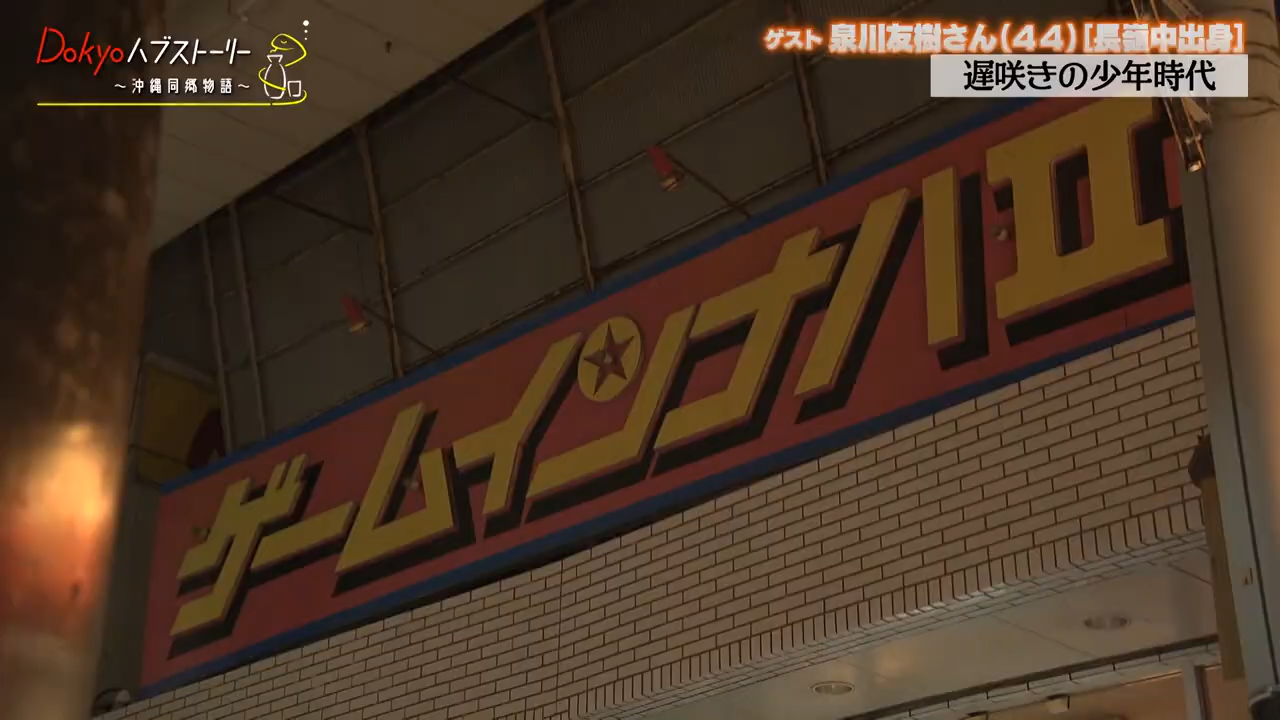 Dokyoハブストーリー
～沖縄同郷物語～
ゲスト 泉川友樹さん（44）［長嶺中出身］
遅咲きの少年時代
ゲームインナハII